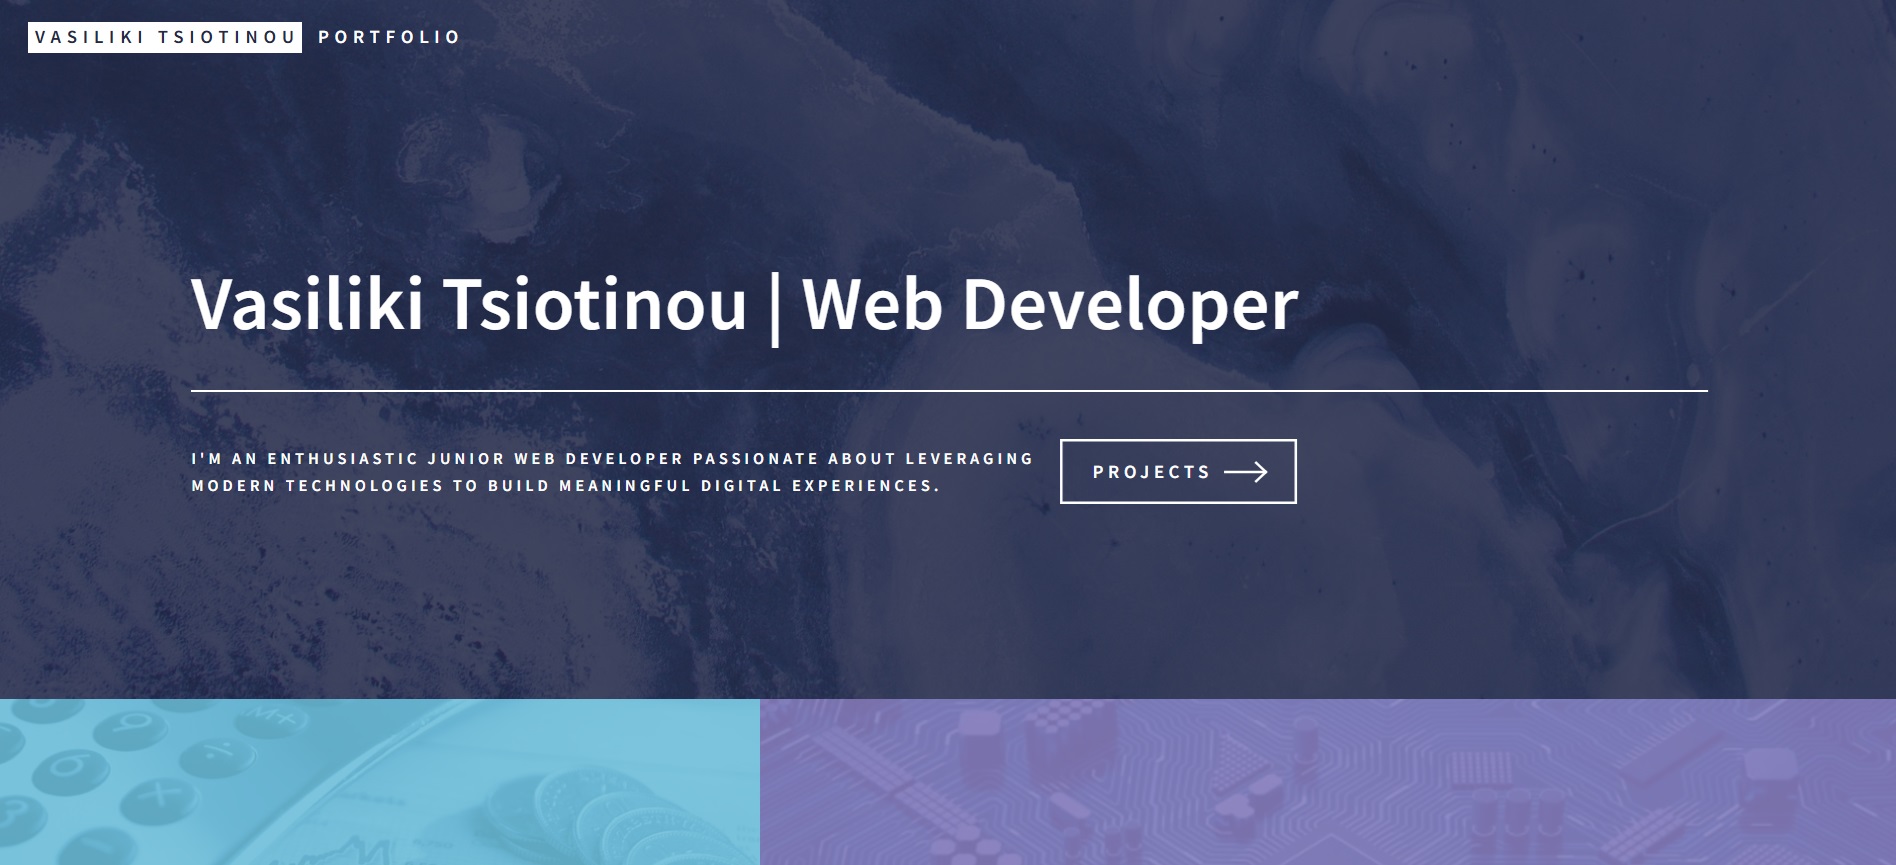 VASILIKI TSIOTINOU PORTFOLIO
Vasiliki Tsiotinou | Web Developer
I'M AN ENTHUSIASTIC JUNIOR WEB DEVELOPER PASSIONATE ABOUT LEVERAGING
MODERN TECHNOLOGIES TO BUILD MEANINGFUL DIGITAL EXPERIENCES.
PROJECTS
M+
9
÷